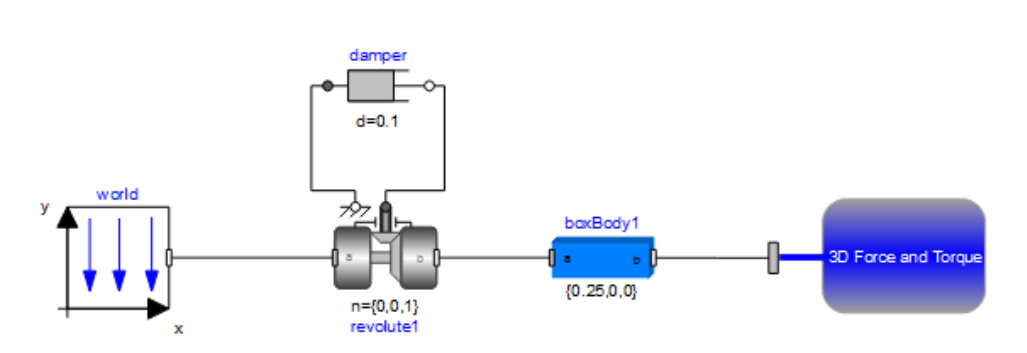 damper
d=0.1
world
y
x
a
b
n={0,0,1}
revolute1
boxBody1
a
b
{0.25,0,0}
3D Force and Torque